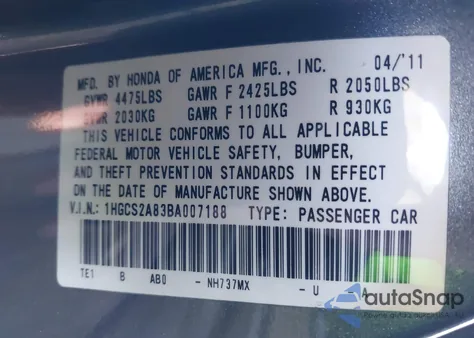 MFD. BY HONDA OF AMERICA MFG., INC. 04/'11
GVWR 4475LBS GAWR F 2425LBS R 2050LBS
GVWR 2030KG GAWR F 1100KG R 930KG
THIS VEHICLE CONFORMS TO ALL APPLICABLE
FEDERAL MOTOR VEHICLE SAFETY, BUMPER,
AND THEFT PREVENTION STANDARDS IN EFFECT
ON THE DATE OF MANUFACTURE SHOWN ABOVE.
V.I.N.: 1HGCS2A83BA007188 TYPE: PASSENGER CAR
TE1 B AB0 - NH737MX - U A
autoSnap